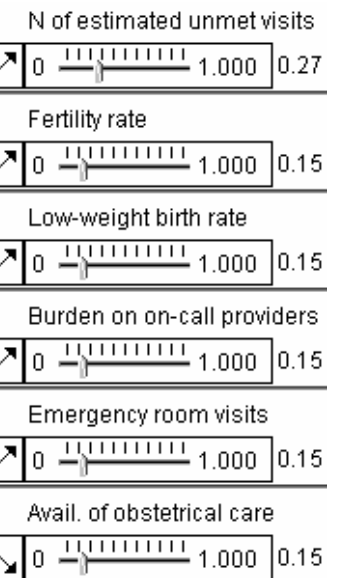 N of estimated unmet visits
0 1.000 0.27
Fertility rate
0 1.000 0.15
Low-weight birth rate
0 1.000 0.15
Burden on on-call providers
0 1.000 0.15
Emergency room visits
0 1.000 0.15
Avail. of obstetrical care
0 1.000 0.15